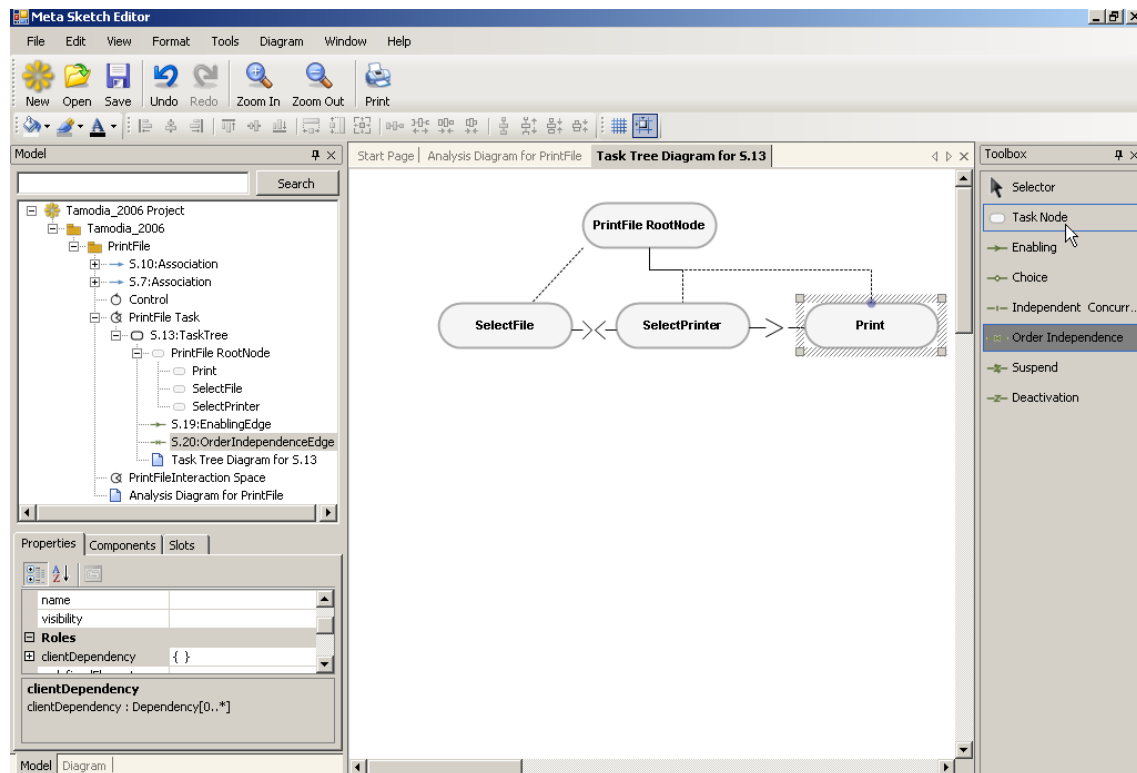 Meta Sketch Editor
File Edit View Format Tools Diagram Window Help
New Open Save Undo Redo Zoom In Zoom Out Print
Model
Search
Tamodia_2006 Project
Tamodia_2006
PrintFile
S.10:Association
S.7:Association
Control
PrintFile Task
S.13:TaskTree
PrintFile RootNode
Print
SelectFile
SelectPrinter
S.19:EnablingEdge
S.20:OrderIndependenceEdge
Task Tree Diagram for S.13
PrintFileInteraction Space
Analysis Diagram for PrintFile
Properties Components Slots
name
visibility
Roles
clientDependency { }
clientDependency
clientDependency : Dependency[0..*]
Model Diagram
Start Page Analysis Diagram for PrintFile Task Tree Diagram for S.13
PrintFile RootNode
SelectFile SelectPrinter Print
Toolbox
Selector
Task Node
Enabling
Choice
Independent Concurr..
Order Independence
Suspend
Deactivation